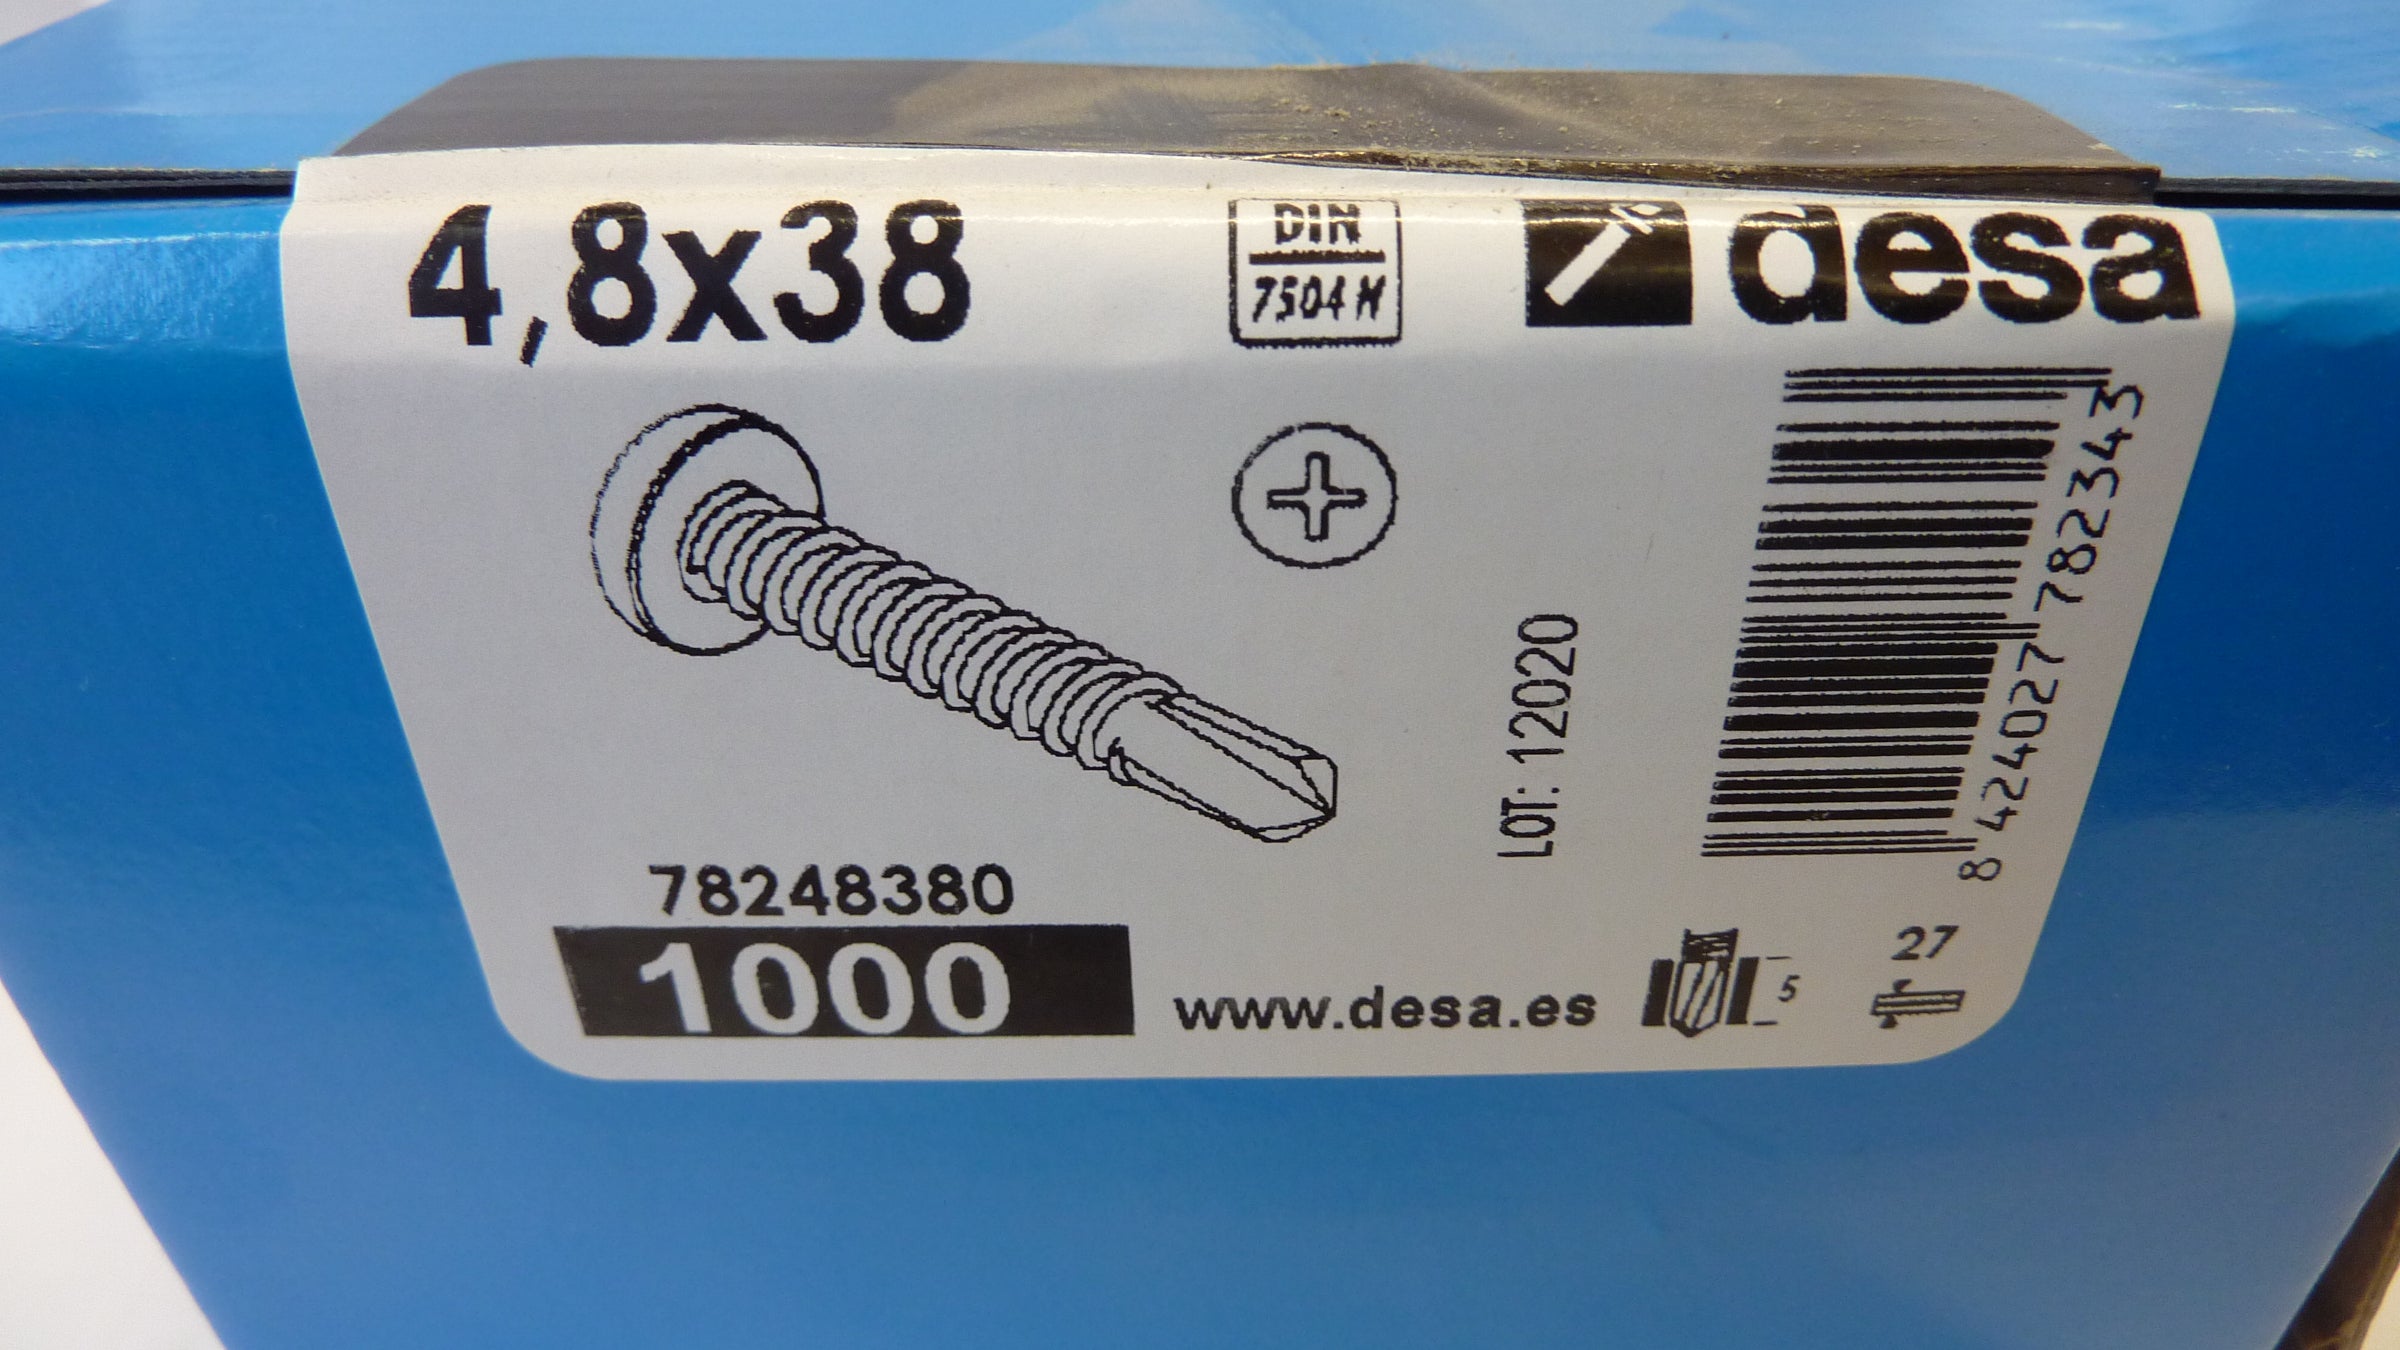 4,8x38
DIN
7504 H
desa
LOT: 12020
8 424027 782343
78248380
1000
www.desa.es
5
27